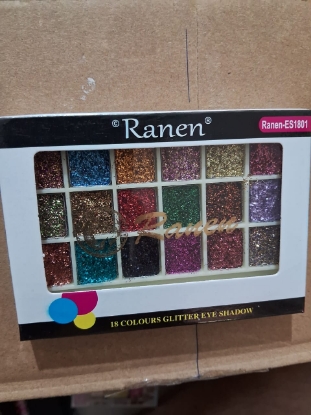 © Ranen ®
Ranen-ES1801
Ranen
18 COLOURS GLITTER EYE SHADOW